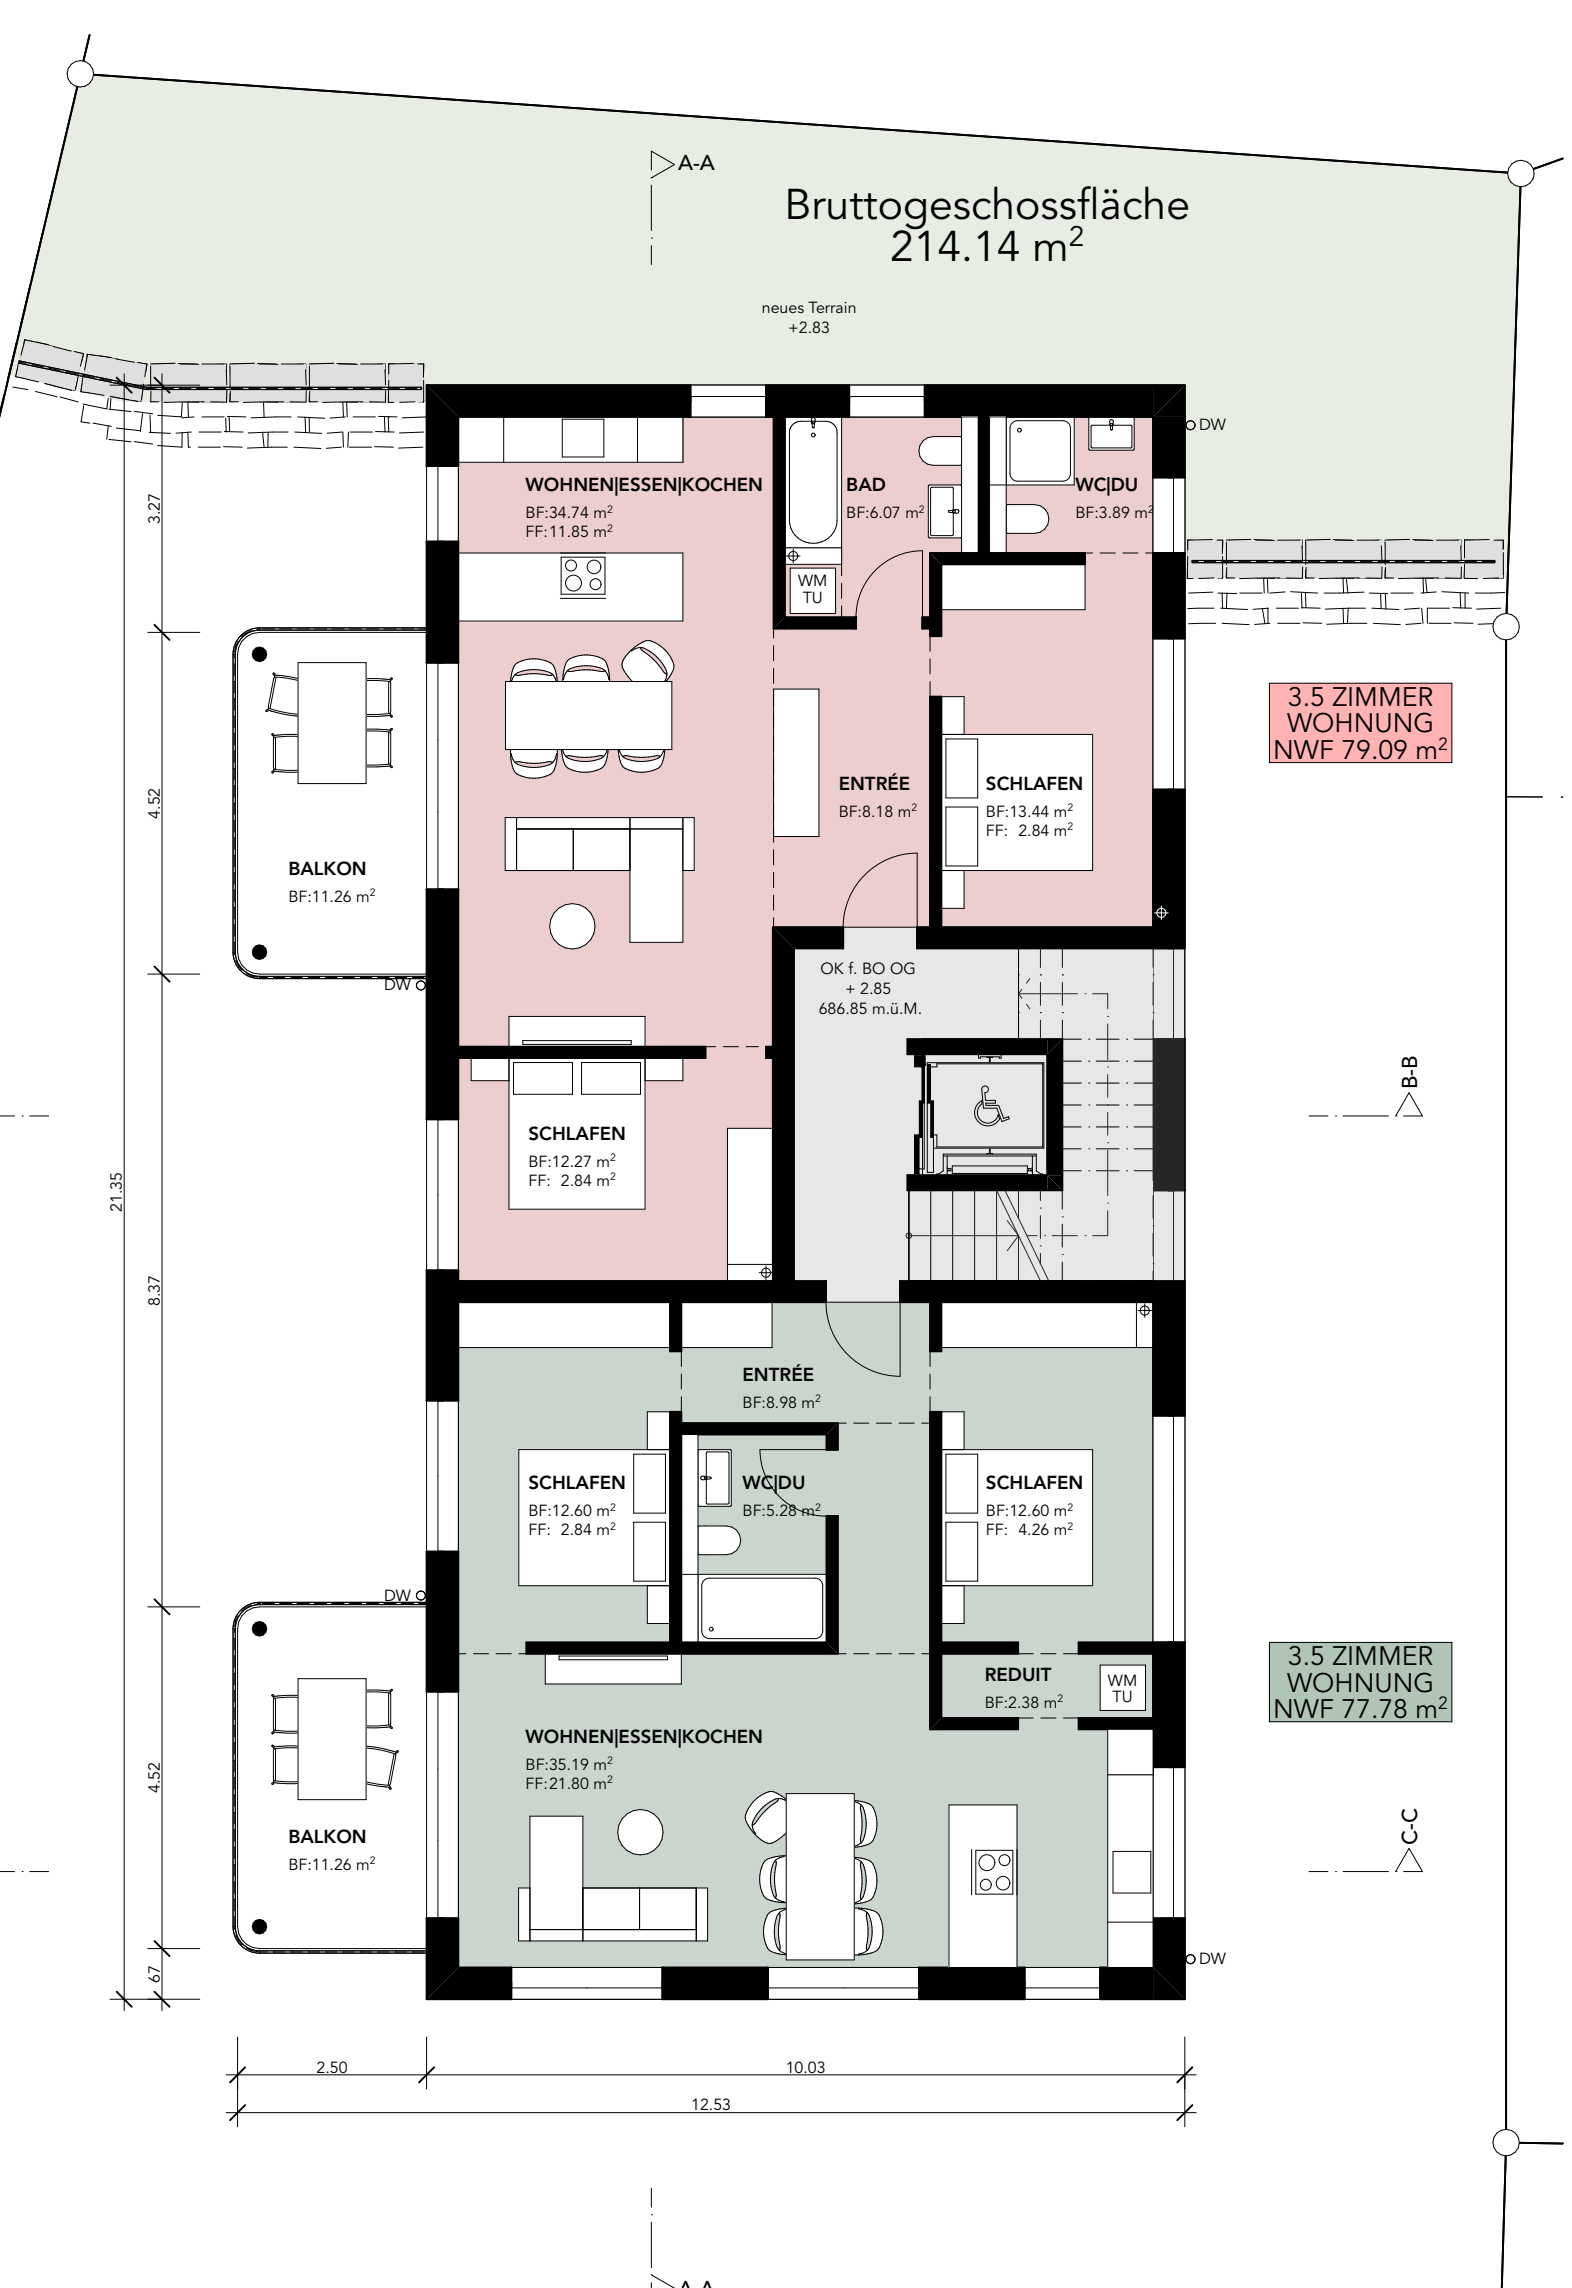 A-A
Bruttogeschossfläche
214.14 m²
neues Terrain
+2.83
DW
WOHNEN|ESSEN|KOCHEN
BF:34.74 m²
FF:11.85 m²
BAD
BF:6.07 m²
WC|DU
BF:3.89 m²
WM
TU
3.27
3.5 ZIMMER
WOHNUNG
NWF 79.09 m²
4.52
ENTRÉE
BF:8.18 m²
SCHLAFEN
BF:13.44 m²
FF: 2.84 m²
BALKON
BF:11.26 m²
DW
OK f. BO OG
+ 2.85
686.85 m.ü.M.
B-B
SCHLAFEN
BF:12.27 m²
FF: 2.84 m²
21.35
8.37
ENTRÉE
BF:8.98 m²
SCHLAFEN
BF:12.60 m²
FF: 2.84 m²
WC|DU
BF:5.28 m²
SCHLAFEN
BF:12.60 m²
FF: 4.26 m²
DW
REDUIT
BF:2.38 m²
WM
TU
3.5 ZIMMER
WOHNUNG
NWF 77.78 m²
WOHNEN|ESSEN|KOCHEN
BF:35.19 m²
FF:21.80 m²
4.52
BALKON
BF:11.26 m²
C-C
DW
67
2.50
10.03
12.53
A-A